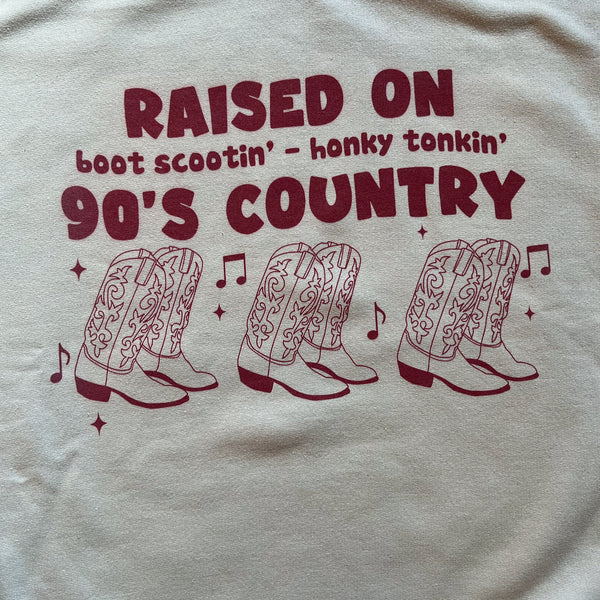 RAISED ON
boot scootin' - honky tonkin'
90'S COUNTRY